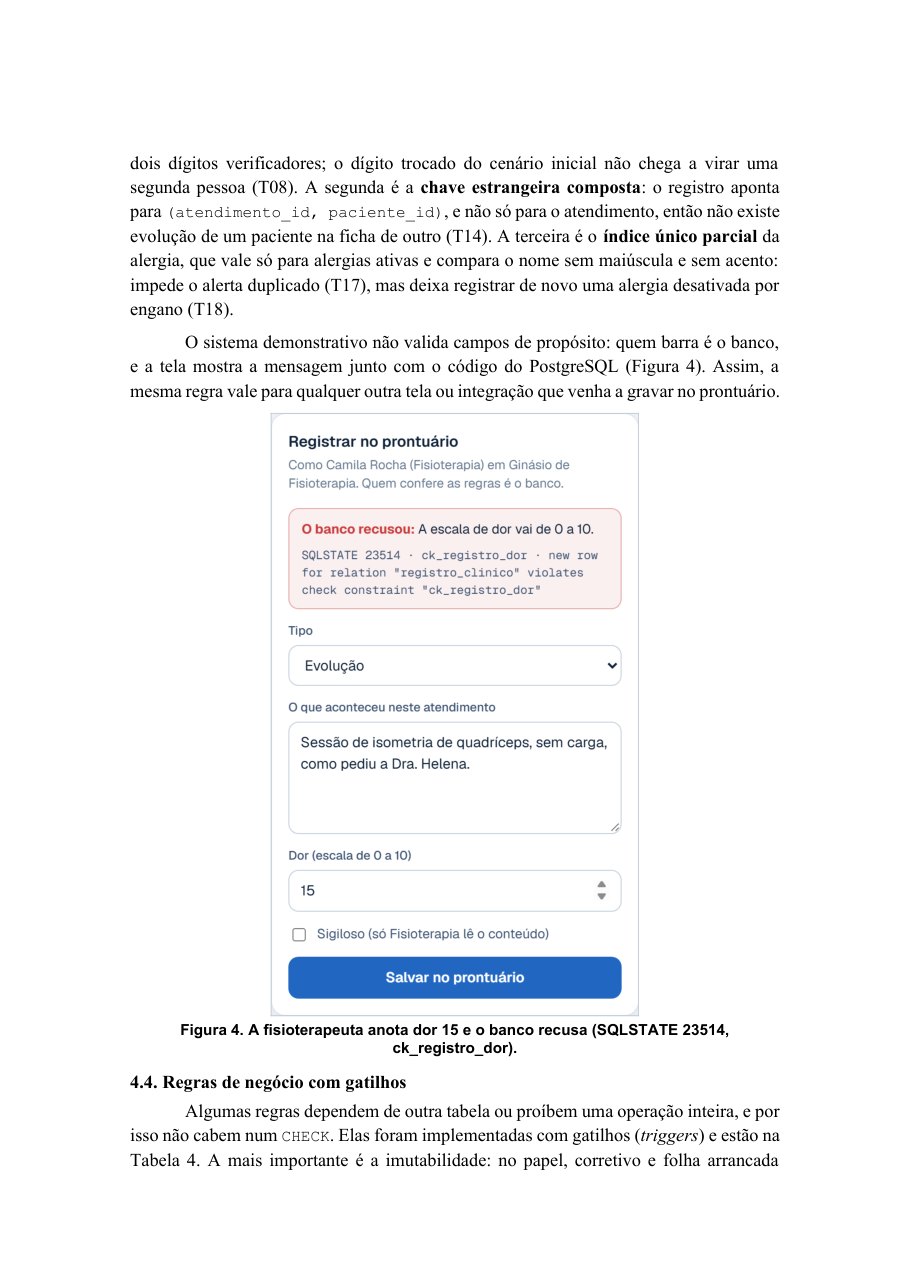 dois dígitos verificadores; o dígito trocado do cenário inicial não chega a virar uma
segunda pessoa (T08). A segunda é a chave estrangeira composta: o registro aponta
para (atendimento_id, paciente_id), e não só para o atendimento, então não existe
evolução de um paciente na ficha de outro (T14). A terceira é o índice único parcial da
alergia, que vale só para alergias ativas e compara o nome sem maiúscula e sem acento:
impede o alerta duplicado (T17), mas deixa registrar de novo uma alergia desativada por
engano (T18).
O sistema demonstrativo não valida campos de propósito: quem barra é o banco,
e a tela mostra a mensagem junto com o código do PostgreSQL (Figura 4). Assim, a
mesma regra vale para qualquer outra tela ou integração que venha a gravar no prontuário.
Registrar no prontuário
Como Camila Rocha (Fisioterapia) em Ginásio de
Fisioterapia. Quem confere as regras é o banco.
O banco recusou: A escala de dor vai de 0 a 10.
SQLSTATE 23514 · ck_registro_dor · new row
for relation "registro_clinico" violates
check constraint "ck_registro_dor"
Tipo
Evolução
O que aconteceu neste atendimento
Sessão de isometria de quadríceps, sem carga,
como pediu a Dra. Helena.
Dor (escala de 0 a 10)
15
Sigiloso (só Fisioterapia lê o conteúdo)
Salvar no prontuário
Figura 4. A fisioterapeuta anota dor 15 e o banco recusa (SQLSTATE 23514,
ck_registro_dor).
4.4. Regras de negócio com gatilhos
Algumas regras dependem de outra tabela ou proíbem uma operação inteira, e por
isso não cabem num CHECK. Elas foram implementadas com gatilhos (triggers) e estão na
Tabela 4. A mais importante é a imutabilidade: no papel, corretivo e folha arrancada